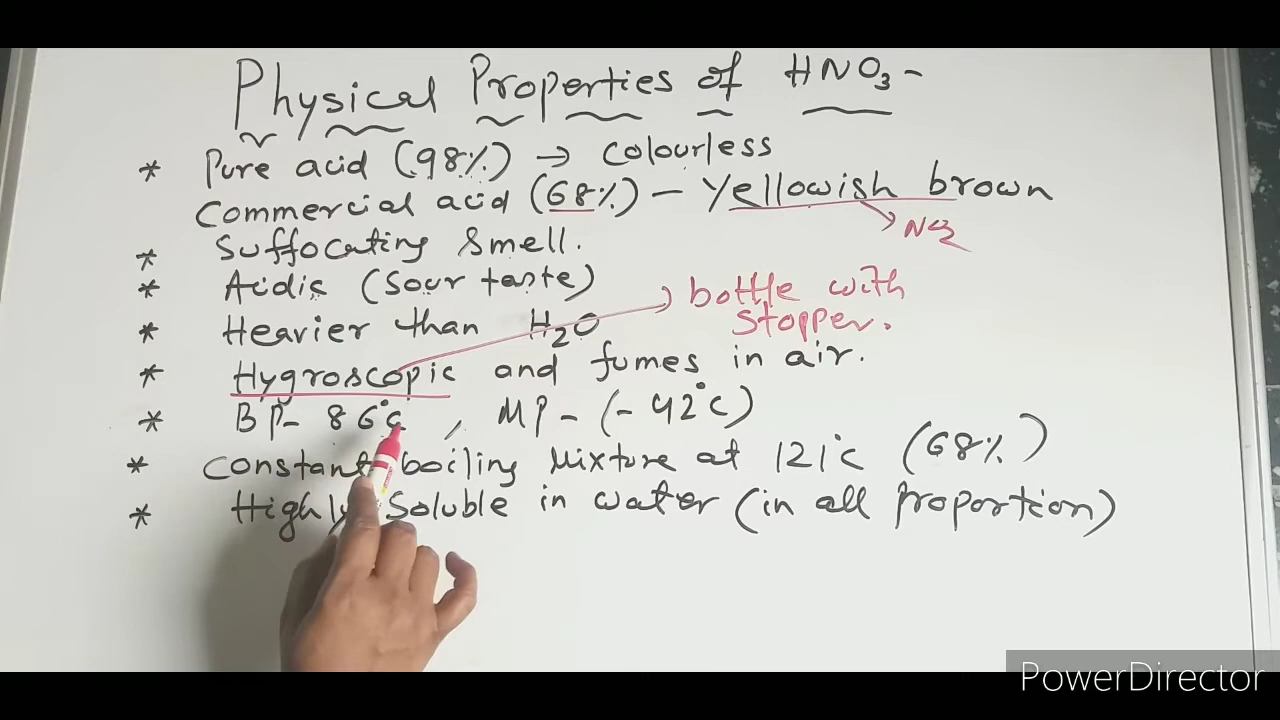 Physical Properties of HNO₃ -
* Pure acid (98%) → Colourless
Commercial acid (68%) - Yellowish brown
NO₂
* Suffocating Smell.
* Acidic (Sour taste)
bottle with
stopper.
* Heavier than H₂O
* Hygroscopic and fumes in air.
* BP- 86°C, MP - (- 42°C)
* Constant boiling Mixture at 121°C (68%)
* Highly Soluble in water (in all proportion)
PowerDirector